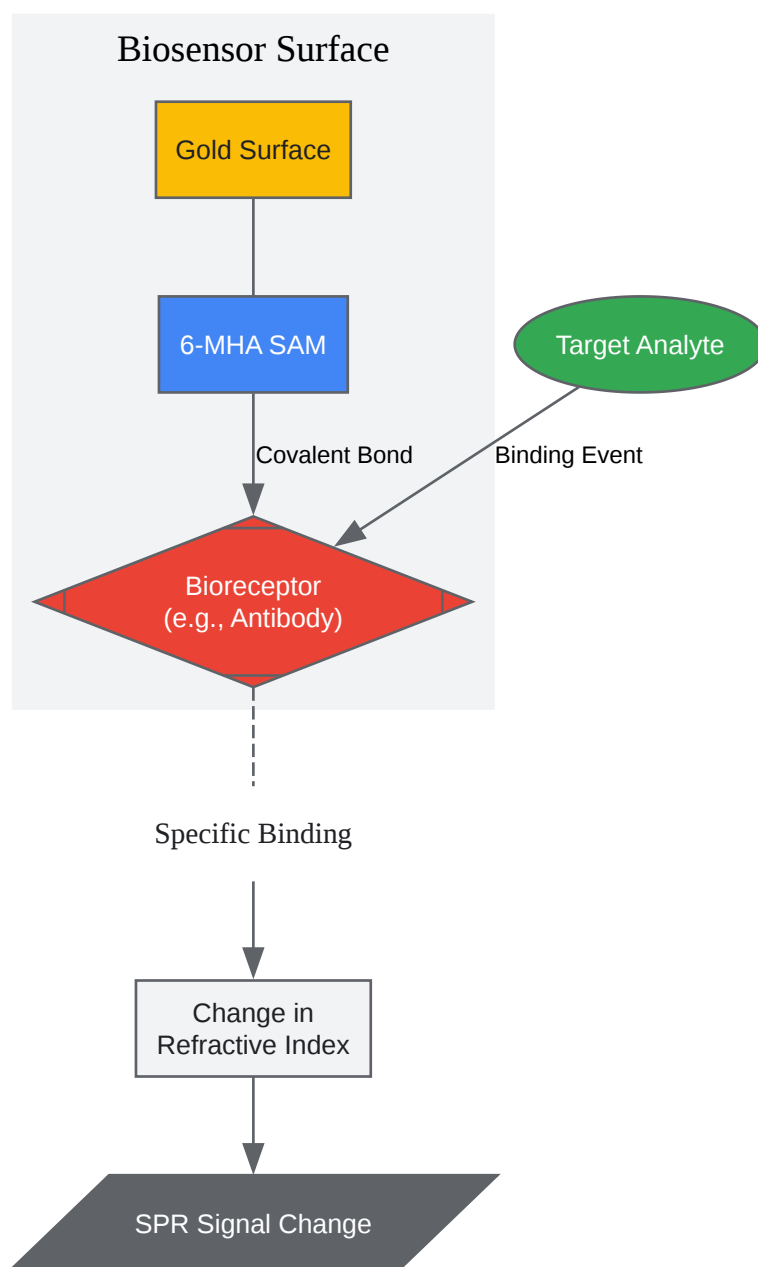 Biosensor Surface
Gold Surface
6-MHA SAM
Target Analyte
Covalent Bond
Binding Event
Bioreceptor
(e.g., Antibody)
Specific Binding
Change in
Refractive Index
SPR Signal Change